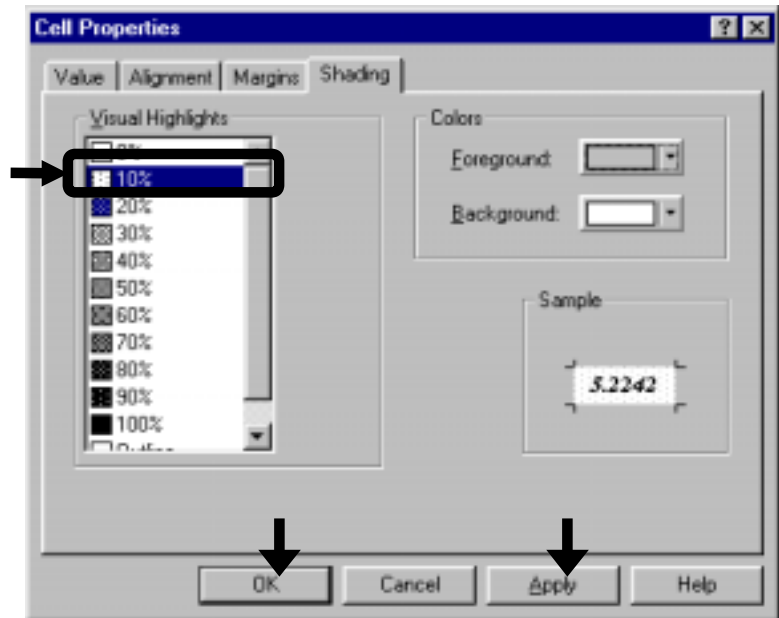 Cell Properties
Value Alignment Margins Shading
Visual Highlights
10%
20%
30%
40%
50%
60%
70%
80%
90%
100%
Colors
Foreground:
Background:
Sample
5.2242
OK Cancel Apply Help